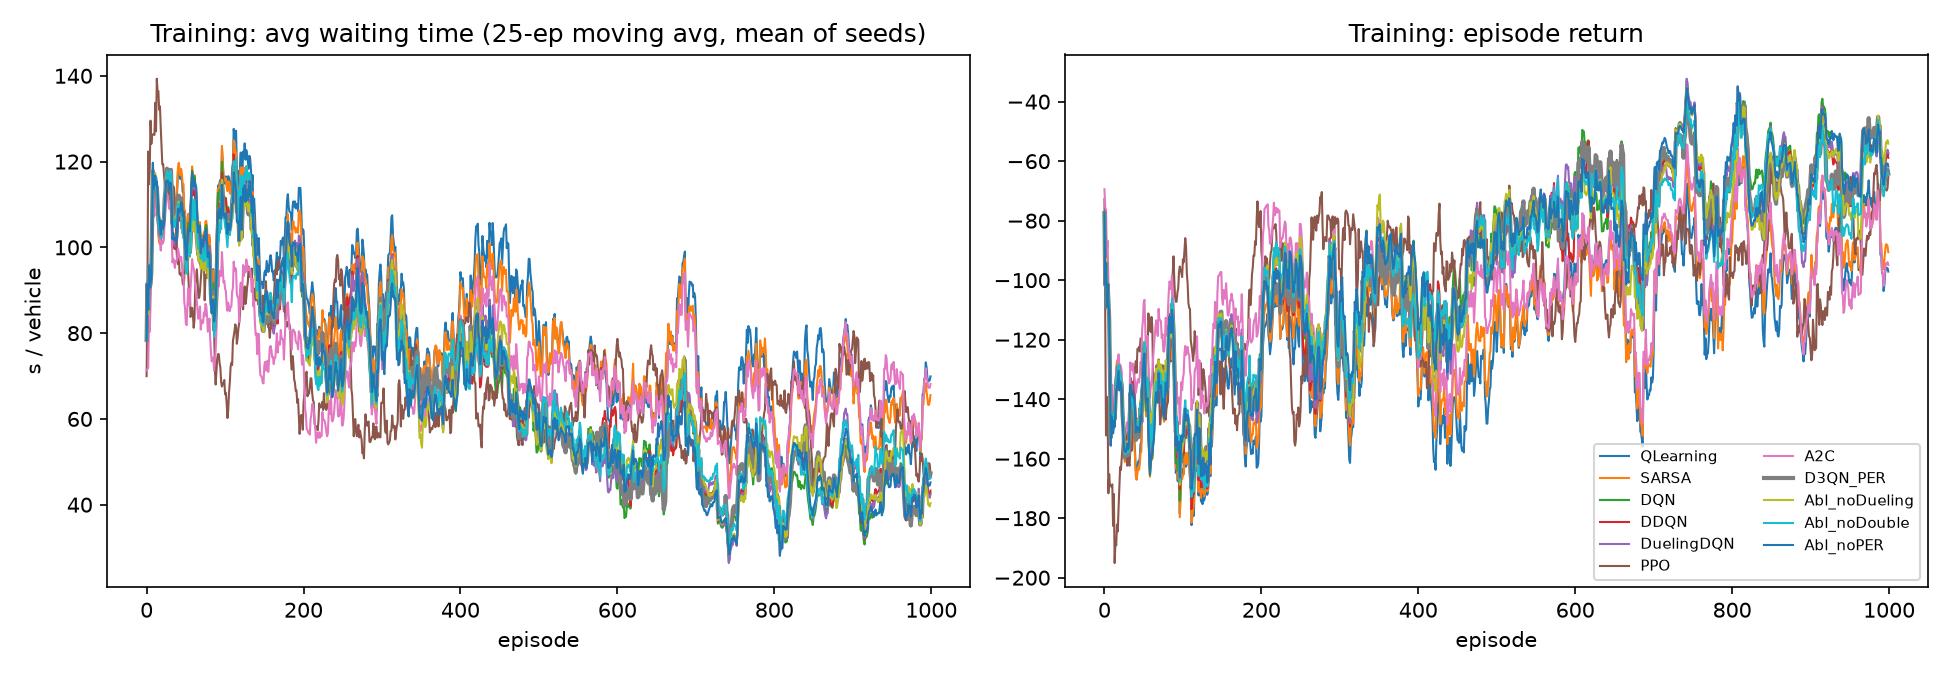 Training: avg waiting time (25-ep moving avg, mean of seeds)
140
120
100
80
60
40
s / vehicle
0 200 400 600 800 1000
episode
Training: episode return
−40
−60
−80
−100
−120
−140
−160
−180
−200
0 200 400 600 800 1000
episode
QLearning
SARSA
DQN
DDQN
DuelingDQN
PPO
A2C
D3QN_PER
Abl_noDueling
Abl_noDouble
Abl_noPER